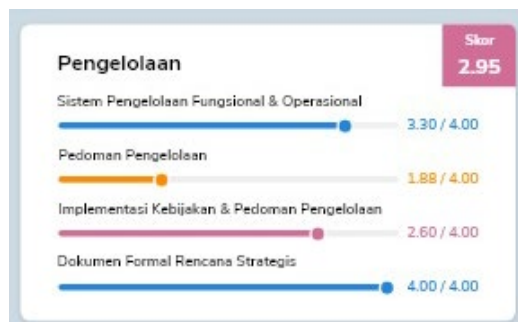 Skor
Pengelolaan
2.95
Sistem Pengelolaan Fungsional & Operasional
3.30 / 4.00
Pedoman Pengelolaan
1.88 / 4.00
Implementasi Kebijakan & Pedoman Pengelolaan
2.60 / 4.00
Dokumen Formal Rencana Strategis
4.00 / 4.00